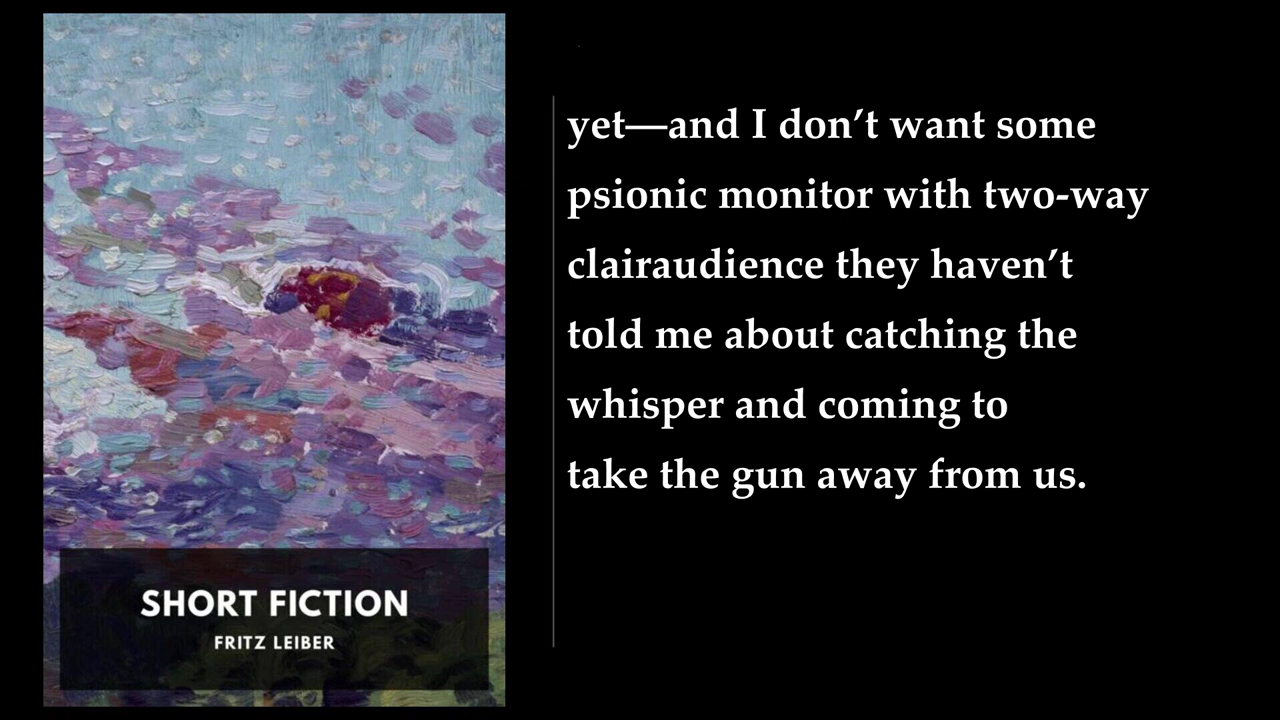 SHORT FICTION
FRITZ LEIBER
yet—and I don’t want some
psionic monitor with two-way
clairaudience they haven’t
told me about catching the
whisper and coming to
take the gun away from us.